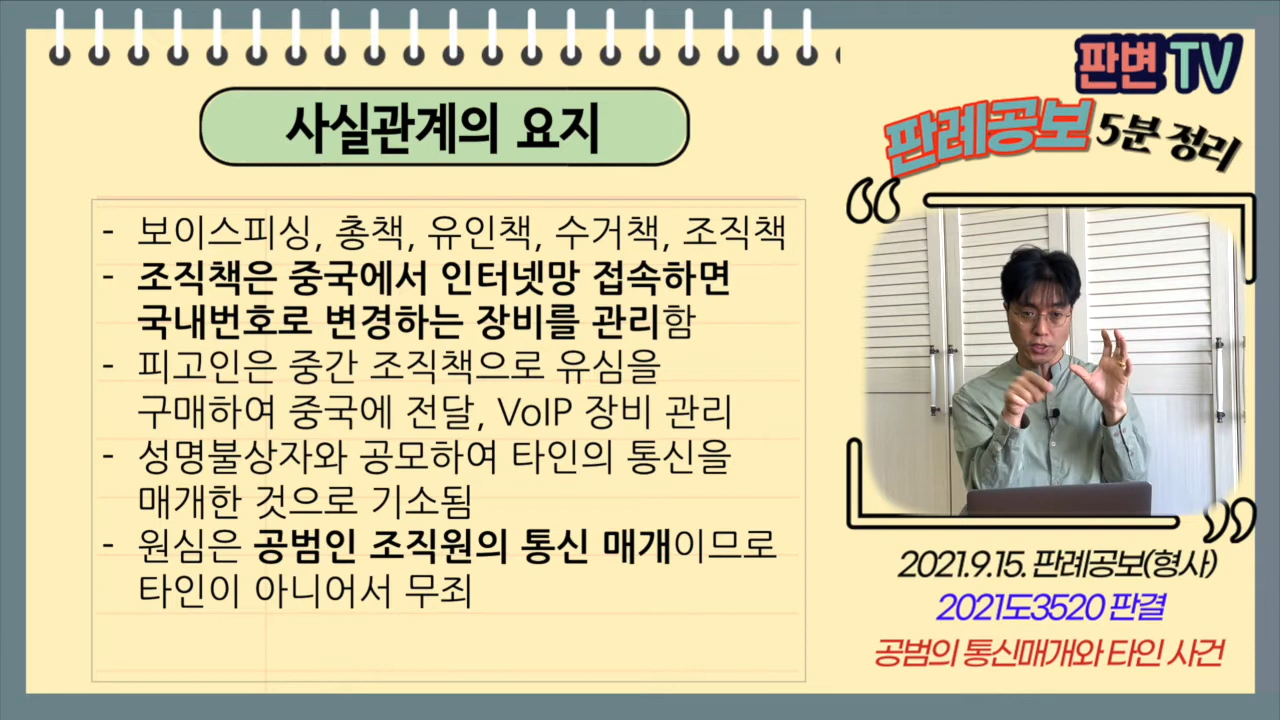 판변 TV
판례공보 5분 정리
사실관계의 요지
- 보이스피싱, 총책, 유인책, 수거책, 조직책
- 조직책은 중국에서 인터넷망 접속하면
국내번호로 변경하는 장비를 관리함
- 피고인은 중간 조직책으로 유심을
구매하여 중국에 전달, VoIP 장비 관리
- 성명불상자와 공모하여 타인의 통신을
매개한 것으로 기소됨
- 원심은 공범인 조직원의 통신 매개이므로
타인이 아니어서 무죄
2021.9.15. 판례공보(형사)
2021도3520 판결
공범의 통신매개와 타인 사건